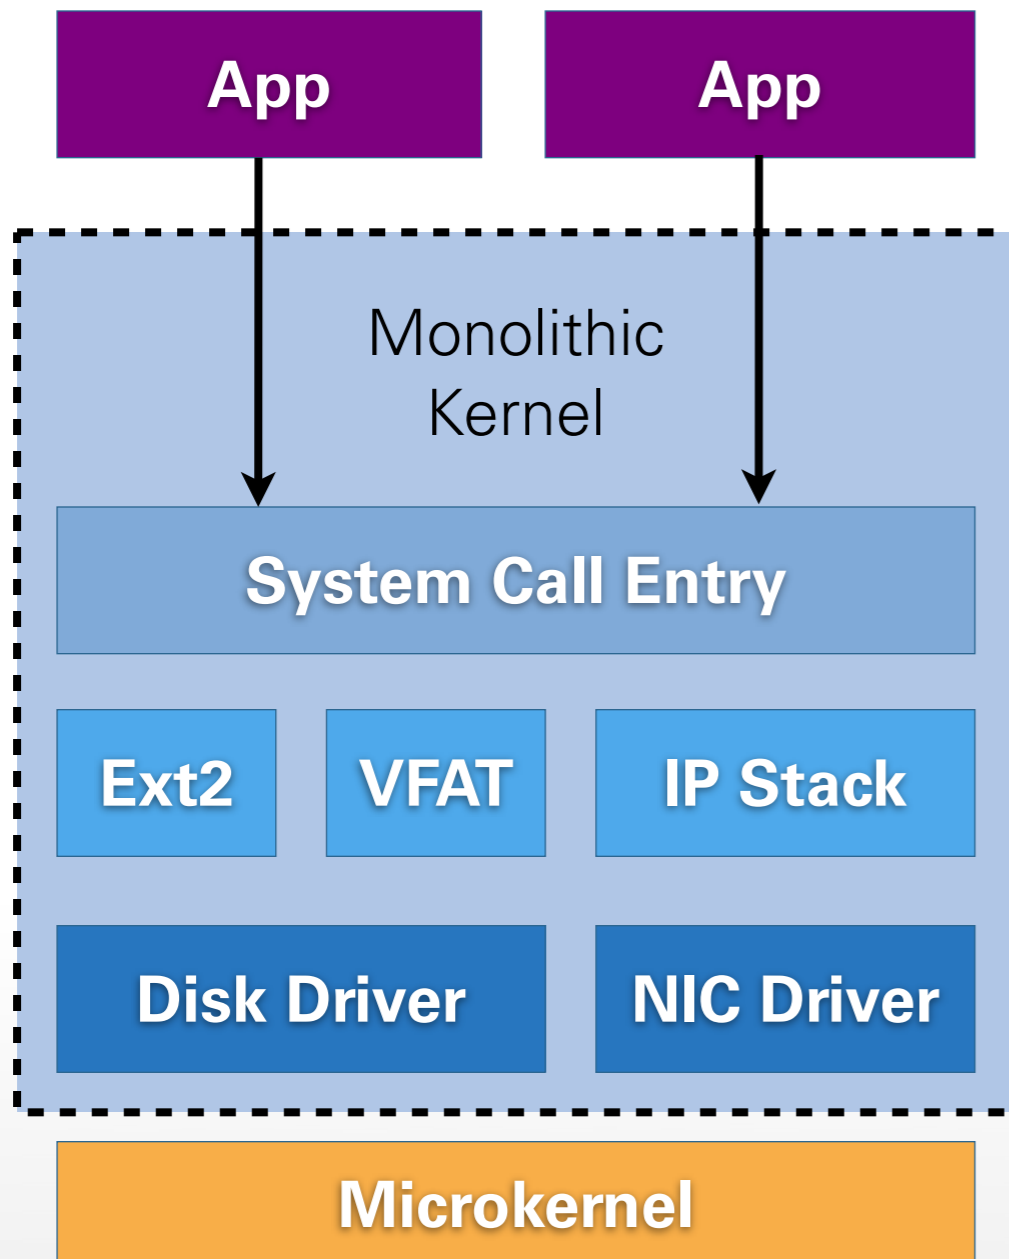 App App
Monolithic
Kernel
System Call Entry
Ext2 VFAT IP Stack
Disk Driver NIC Driver
Microkernel